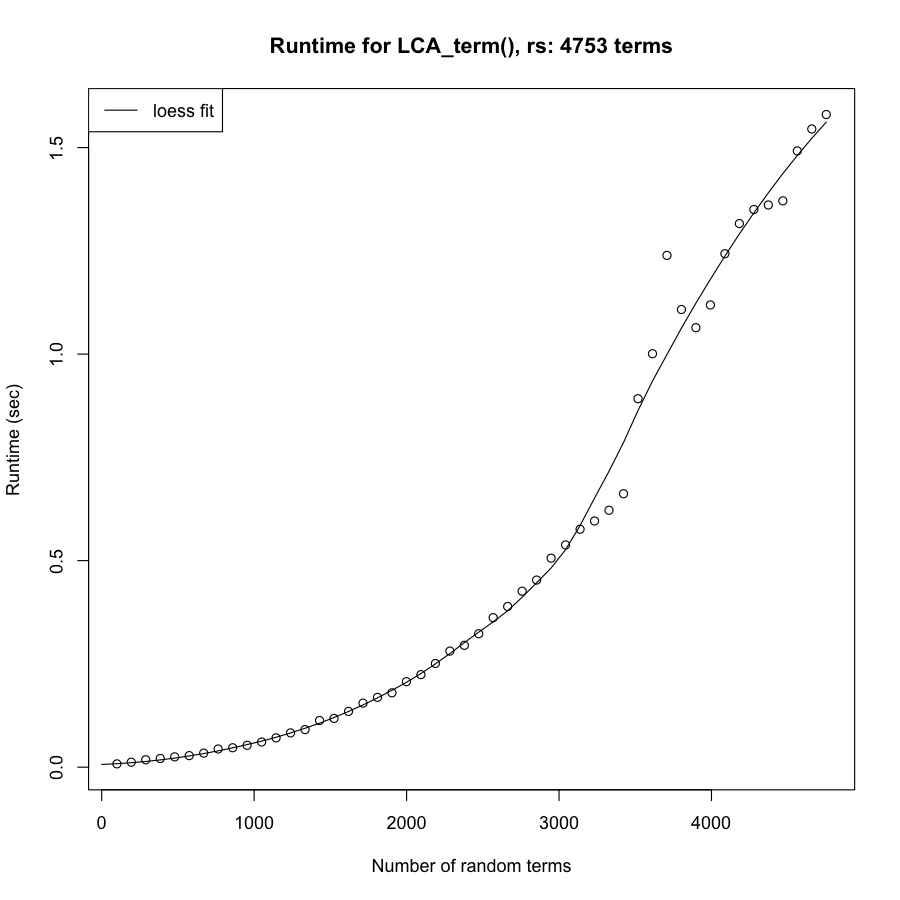 Runtime for LCA_term(), rs: 4753 terms
loess fit
1.5
1.0
0.5
0.0
Runtime (sec)
0 1000 2000 3000 4000
Number of random terms